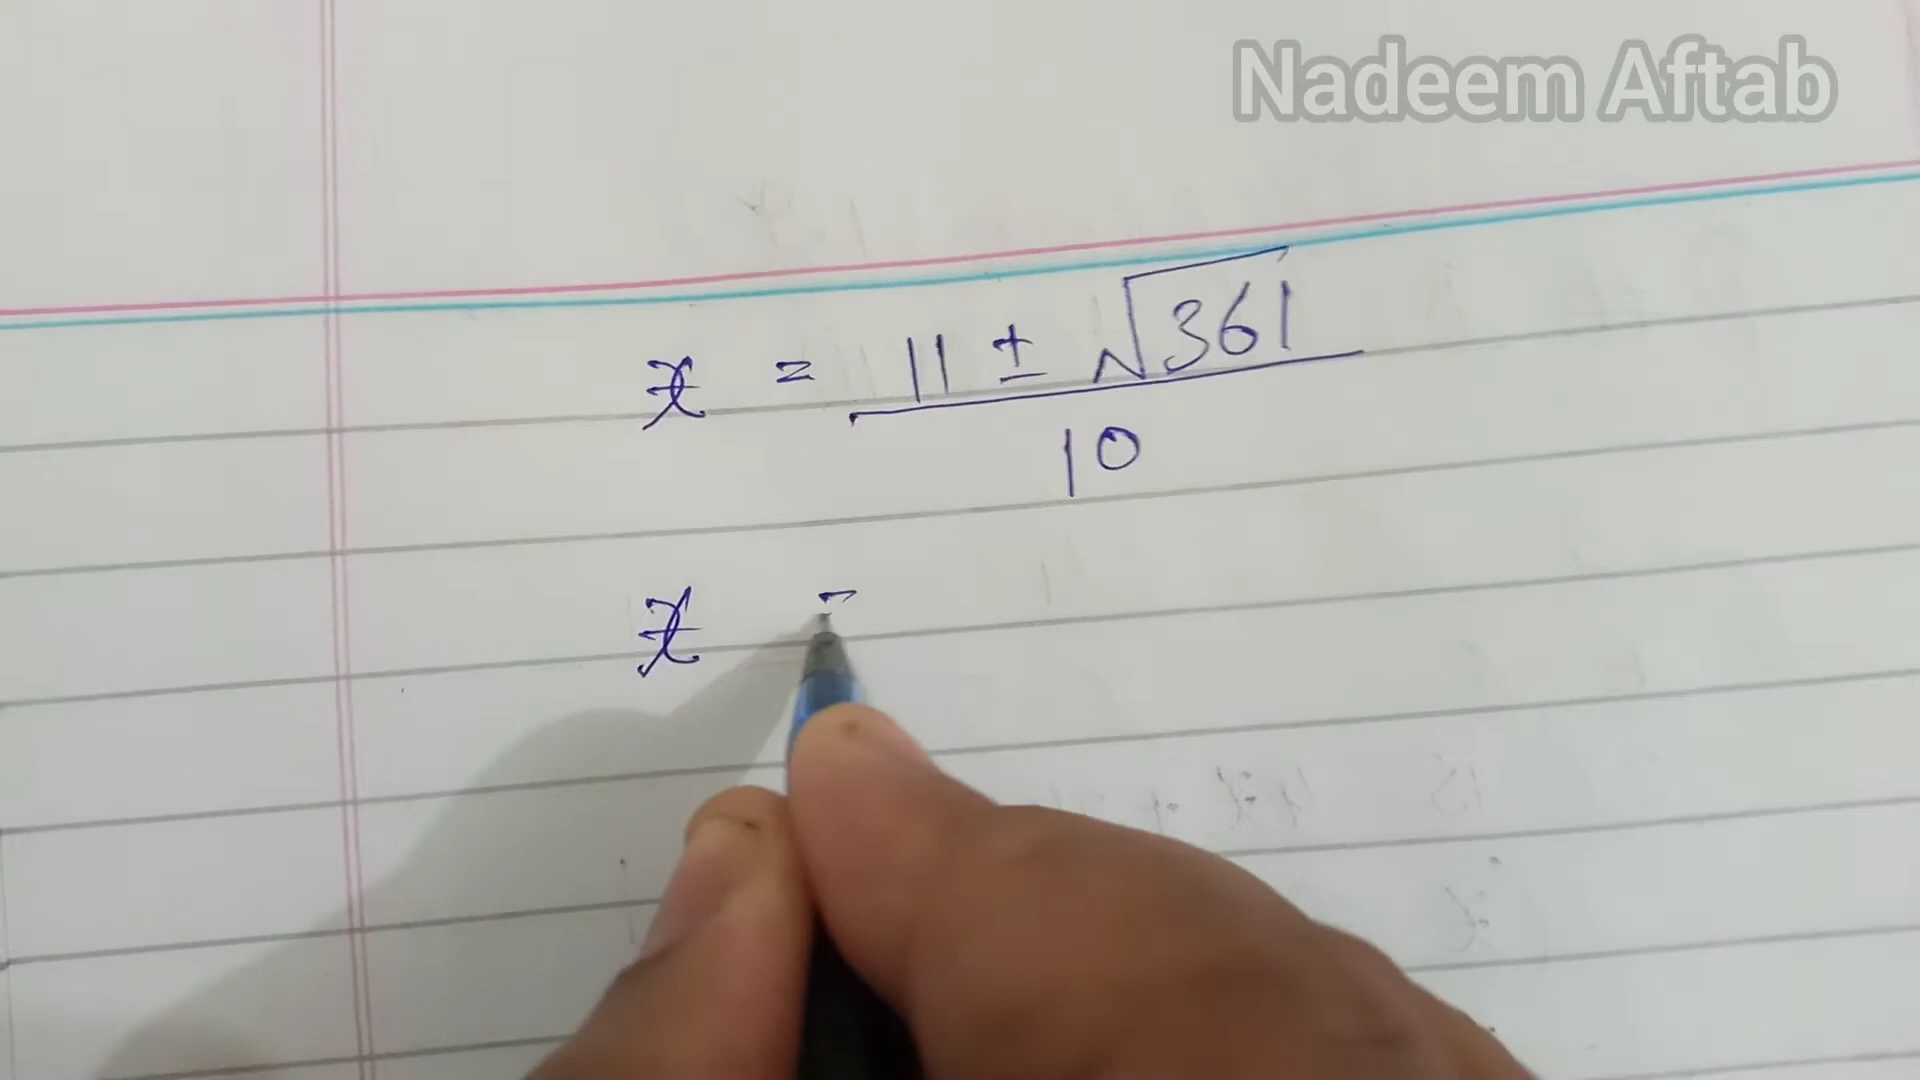 Nadeem Aftab
x = 11 ± √361
10
x =